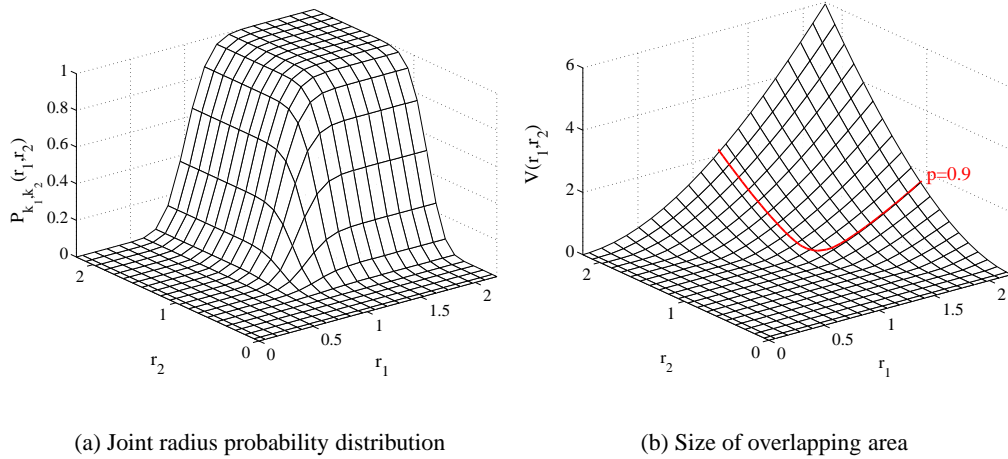 1
0.8
0.6
0.4
0.2
0
P_{k_1,k_2}(r_1,r_2)
2
1
0
r_2
0
0.5
1
1.5
2
r_1
(a) Joint radius probability distribution
6
4
2
0
V(r_1,r_2)
p=0.9
2
1
0
r_2
0
0.5
1
1.5
2
r_1
(b) Size of overlapping area